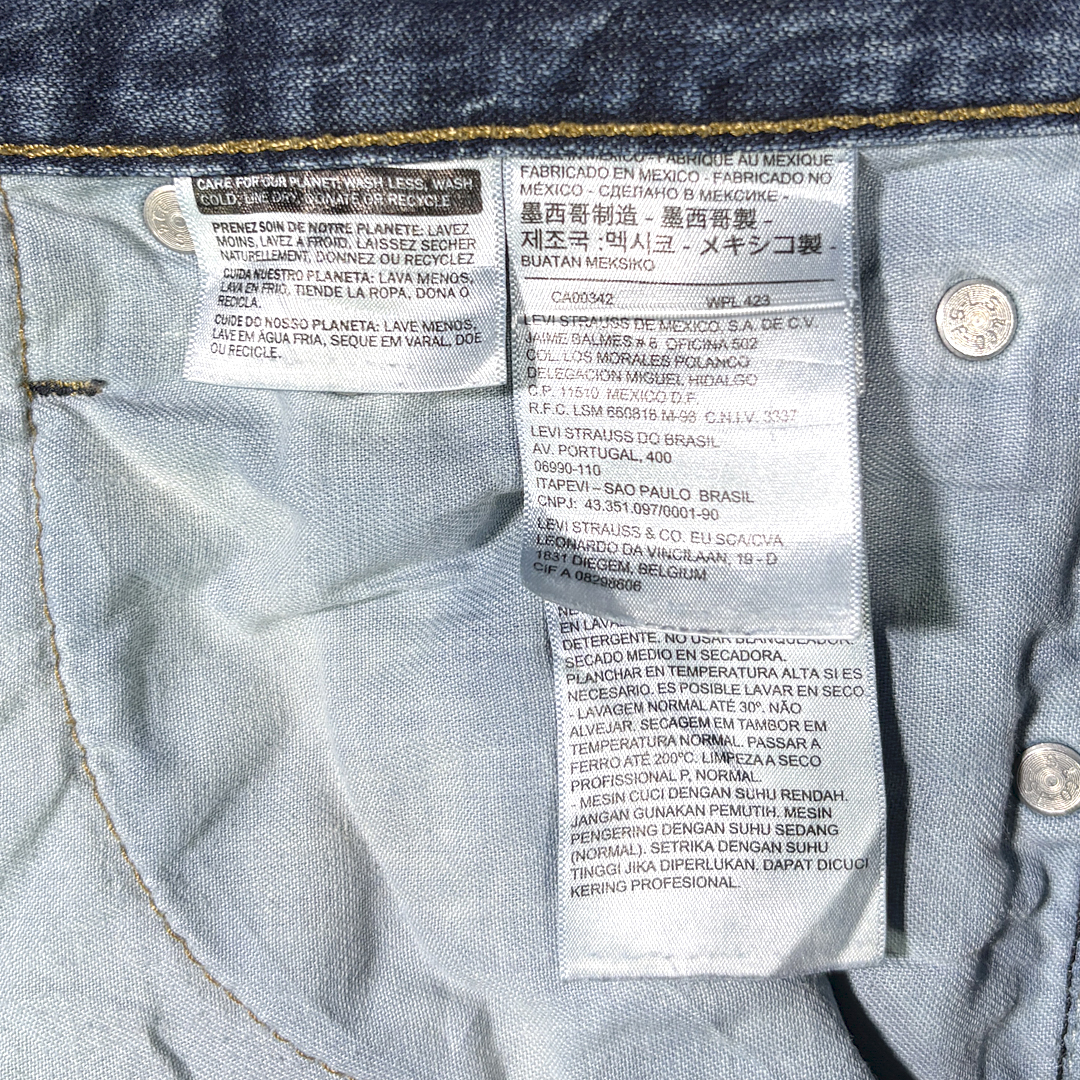 CARE FOR OUR PLANET: WASH LESS, WASH
COLD, LINE DRY, DONATE OR RECYCLE
PRENEZ SOIN DE NOTRE PLANETE: LAVEZ
MOINS, LAVEZ A FROID, LAISSEZ SECHER
NATURELLEMENT, DONNEZ OU RECYCLEZ
CUIDA NUESTRO PLANETA: LAVA MENOS,
LAVA EN FRIO, TIENDE LA ROPA, DONA O
RECICLA.
CUIDE DO NOSSO PLANETA: LAVE MENOS,
LAVE EM ÁGUA FRIA, SEQUE EM VARAL, DOE
OU RECICLE.
IN MEXICO - FABRIQUE AU MEXIQUE
FABRICADO EN MEXICO - FABRICADO NO
MÉXICO - СДЕЛАНО В МЕКСИКЕ -
墨西哥制造 - 墨西哥製 -
제조국 :멕시코 - メキシコ製 -
BUATAN MEKSIKO
CA00342 WPL 423
LEVI STRAUSS DE MEXICO. S.A. DE C.V.
JAIME BALMES # 8 OFICINA 502
COL. LOS MORALES POLANCO
DELEGACION MIGUEL HIDALGO
C.P. 11510 MEXICO D.F.
R.F.C. LSM 660816 M-98 C.N.I.V. 3337
LEVI STRAUSS DO BRASIL
AV. PORTUGAL, 400
06990-110
ITAPEVI – SAO PAULO BRASIL
CNPJ: 43.351.097/0001-90
LEVI STRAUSS & CO. EU SCA/CVA
LEONARDO DA VINCILAAN, 19 - D
1831 DIEGEM, BELGIUM
CIF A 08298606
EN
DETERGENTE. NO USAR BLANQUEADOR.
SECADO MEDIO EN SECADORA.
PLANCHAR EN TEMPERATURA ALTA SI ES
NECESARIO. ES POSIBLE LAVAR EN SECO
- LAVAGEM NORMAL ATÉ 30º. NÃO
ALVEJAR. SECAGEM EM TAMBOR EM
TEMPERATURA NORMAL. PASSAR A
FERRO ATÉ 200ºC. LIMPEZA A SECO
PROFISSIONAL P, NORMAL.
- MESIN CUCI DENGAN SUHU RENDAH.
JANGAN GUNAKAN PEMUTIH. MESIN
PENGERING DENGAN SUHU SEDANG
(NORMAL). SETRIKA DENGAN SUHU
TINGGI JIKA DIPERLUKAN. DAPAT DICUCI
KERING PROFESIONAL.